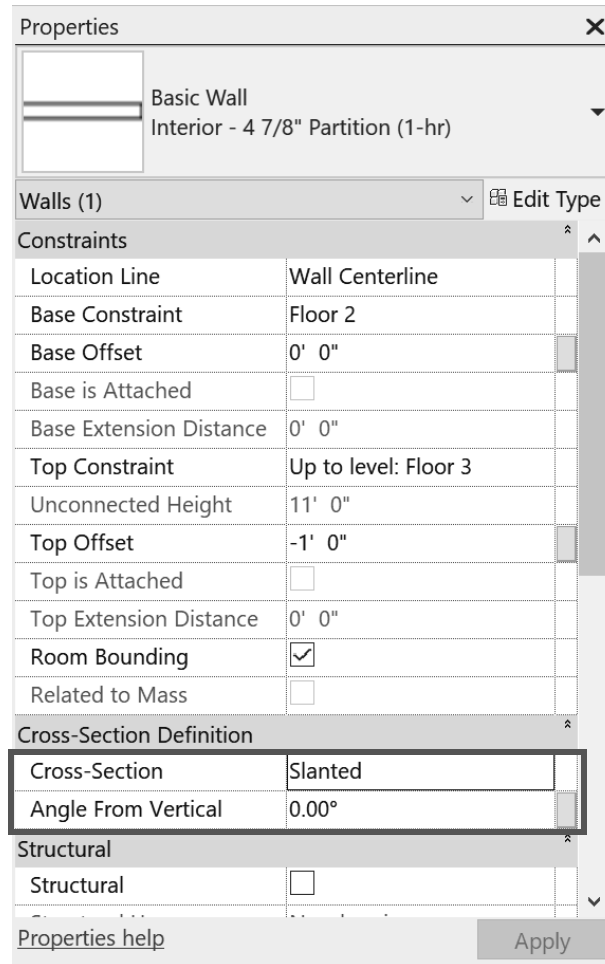 Properties
Basic Wall
Interior - 4 7/8" Partition (1-hr)
Walls (1)
Edit Type
Constraints
Location Line Wall Centerline
Base Constraint Floor 2
Base Offset 0' 0"
Base is Attached
Base Extension Distance 0' 0"
Top Constraint Up to level: Floor 3
Unconnected Height 11' 0"
Top Offset -1' 0"
Top is Attached
Top Extension Distance 0' 0"
Room Bounding
Related to Mass
Cross-Section Definition
Cross-Section Slanted
Angle From Vertical 0.00°
Structural
Structural
Properties help
Apply